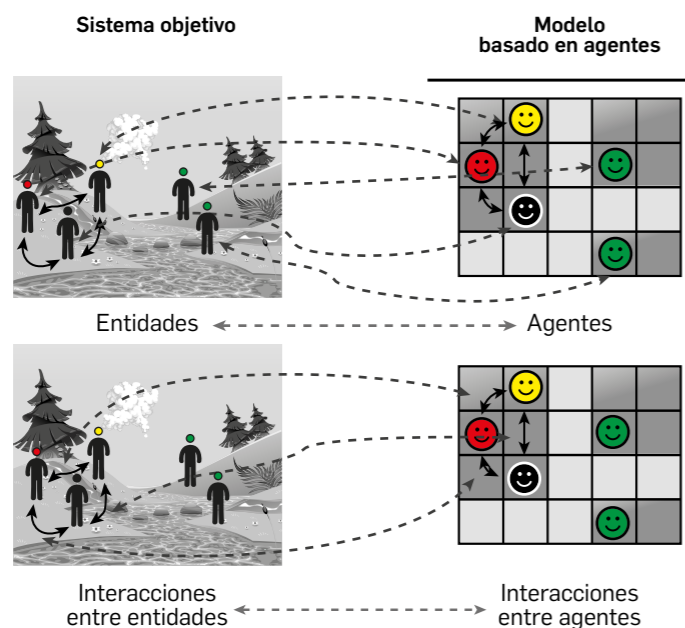 Sistema objetivo
Modelo
basado en agentes
Entidades
Agentes
Interacciones
entre entidades
Interacciones
entre agentes